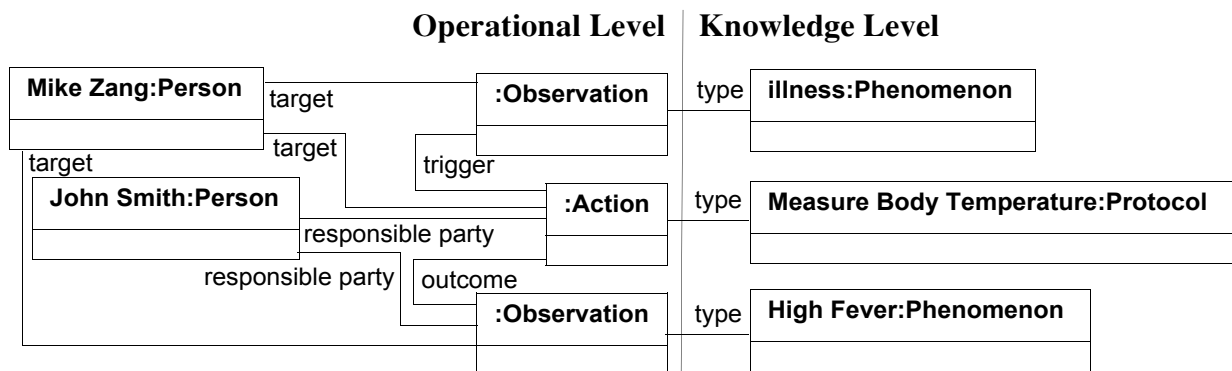 Operational Level Knowledge Level
Mike Zang:Person
target
:Observation
type
illness:Phenomenon
target
trigger
target
John Smith:Person
:Action
type
Measure Body Temperature:Protocol
responsible party
responsible party
outcome
:Observation
type
High Fever:Phenomenon